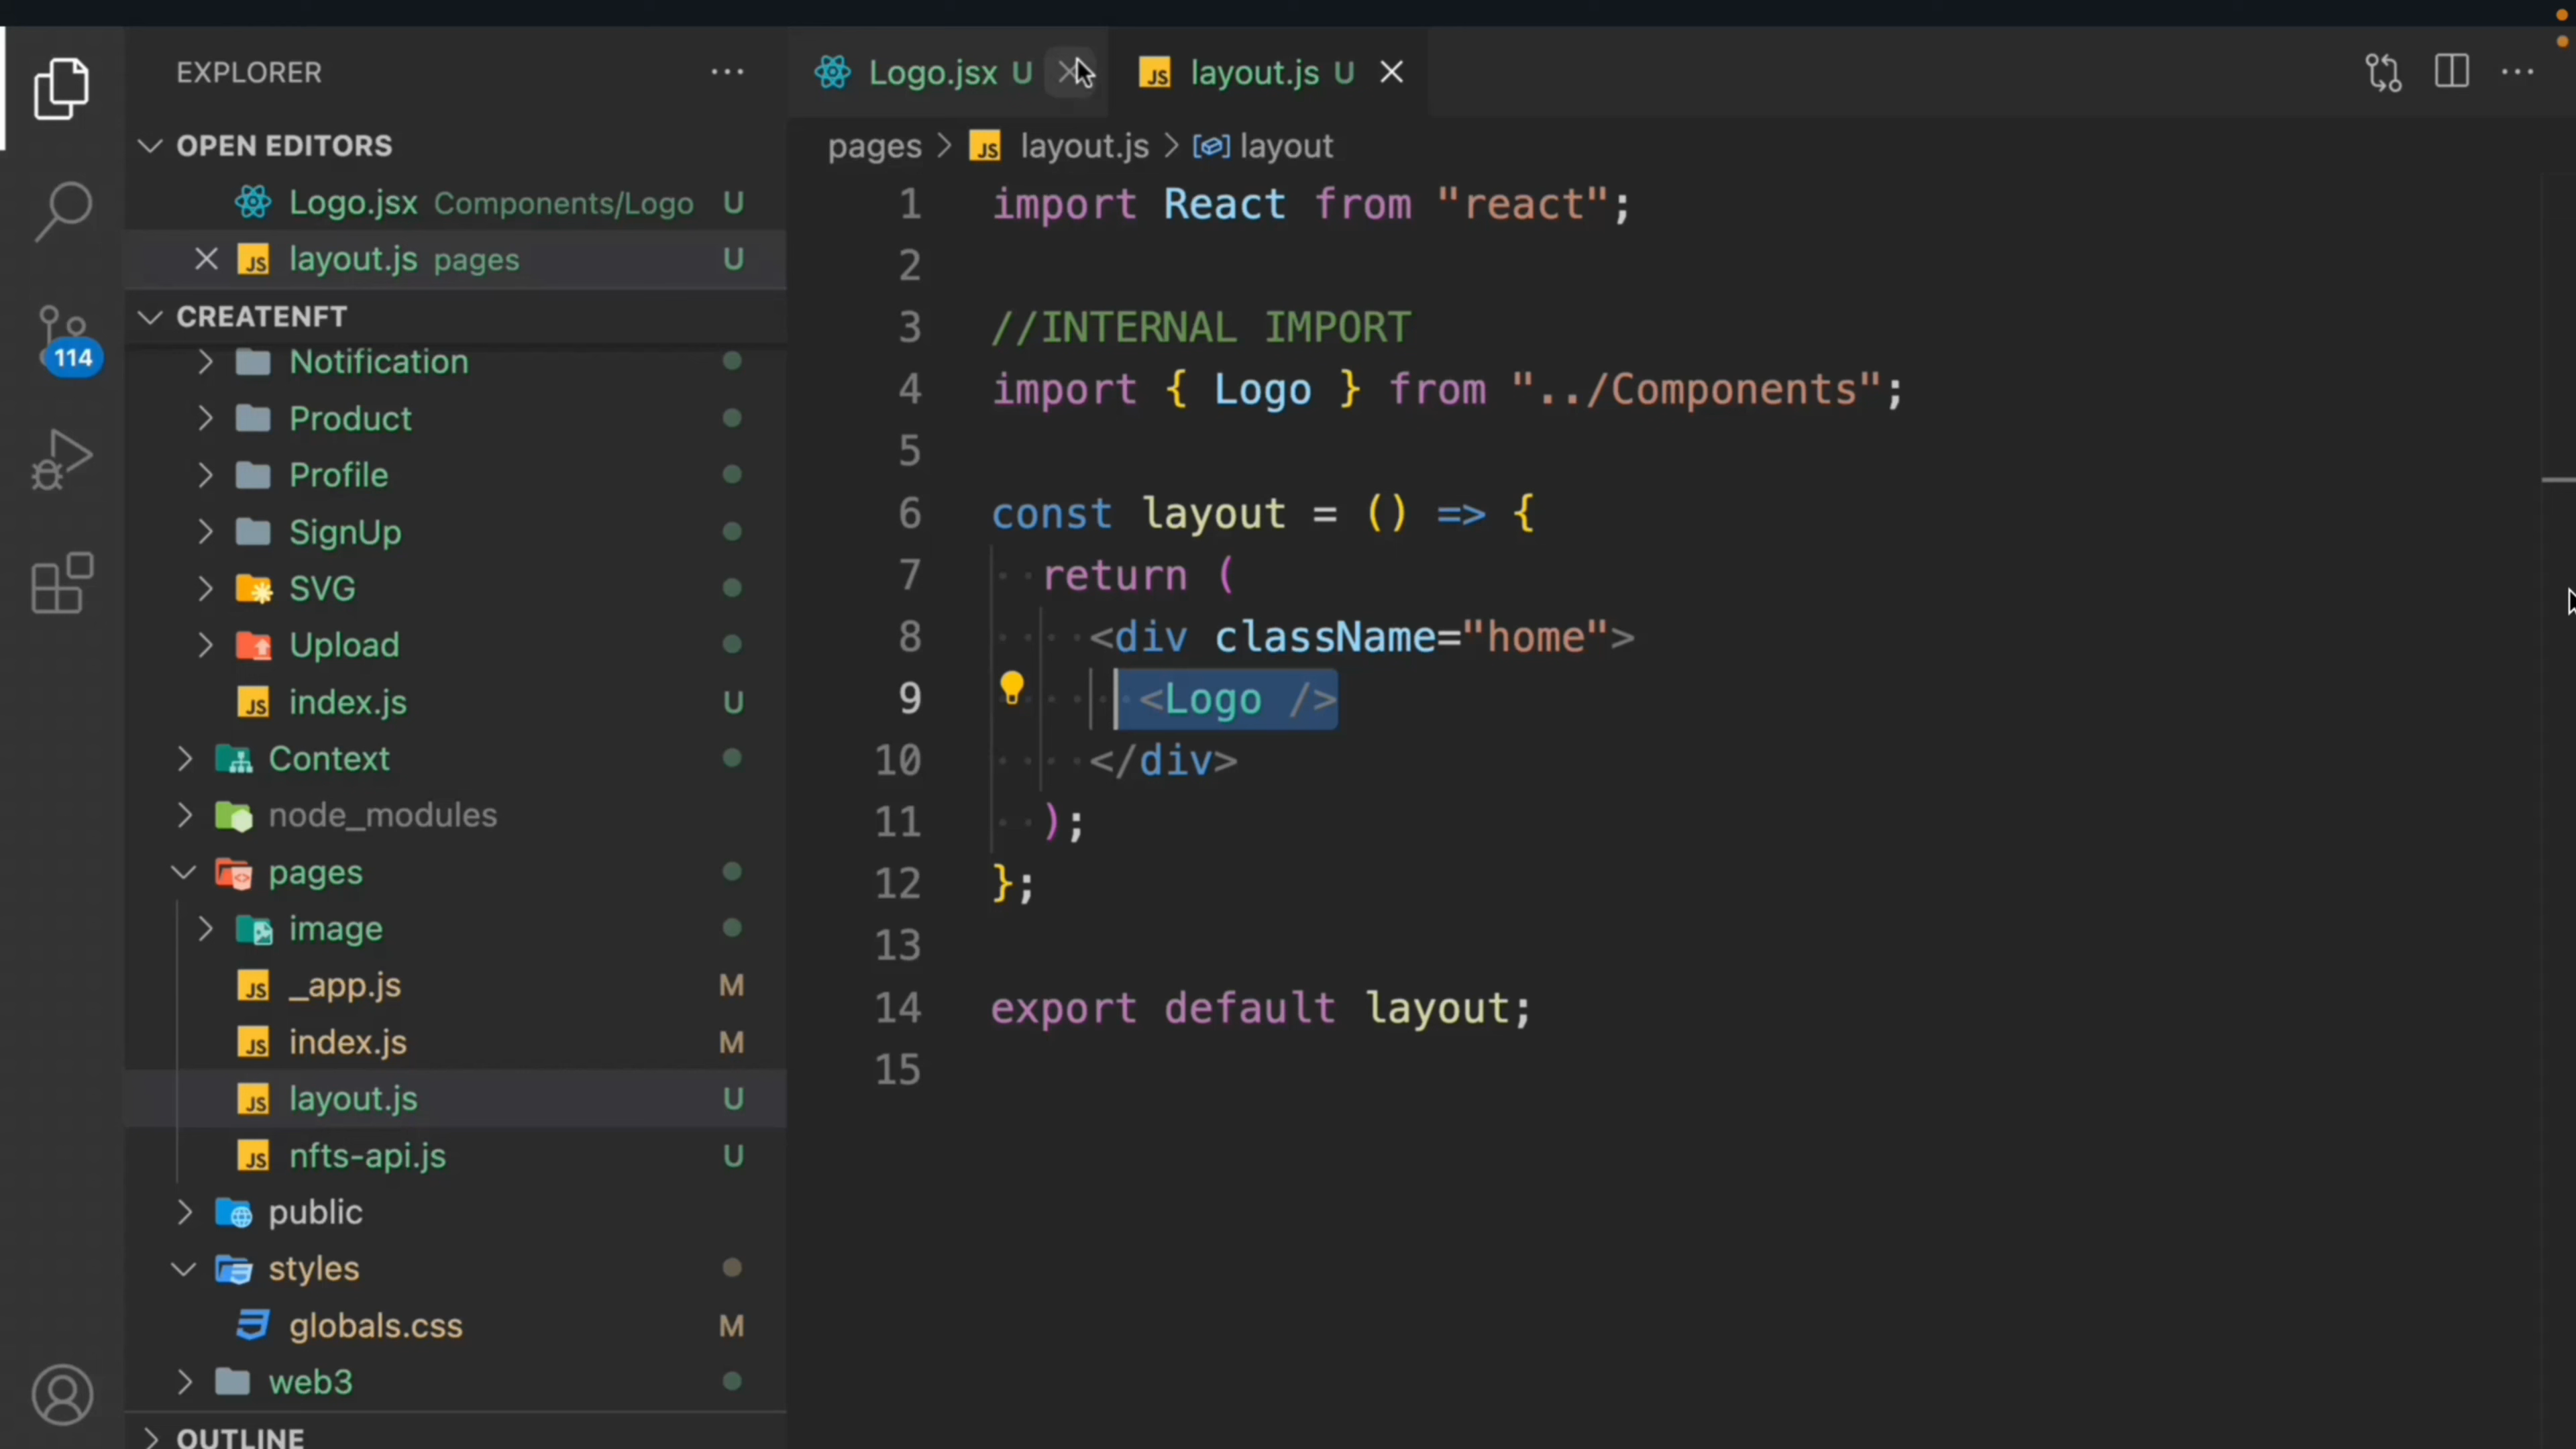 EXPLORER
OPEN EDITORS
Logo.jsx Components/Logo U
layout.js pages U
CREATENFT
Notification
Product
Profile
SignUp
SVG
Upload
index.js U
Context
node_modules
pages
image
_app.js M
index.js M
layout.js U
nfts-api.js U
public
styles
globals.css M
web3
OUTLINE
114
Logo.jsx U
layout.js U
pages > JS layout.js > layout
1 import React from "react";
2
3 //INTERNAL IMPORT
4 import { Logo } from "../Components";
5
6 const layout = () => {
7 return (
8 <div className="home">
9 <Logo />
10 </div>
11 );
12 };
13
14 export default layout;
15